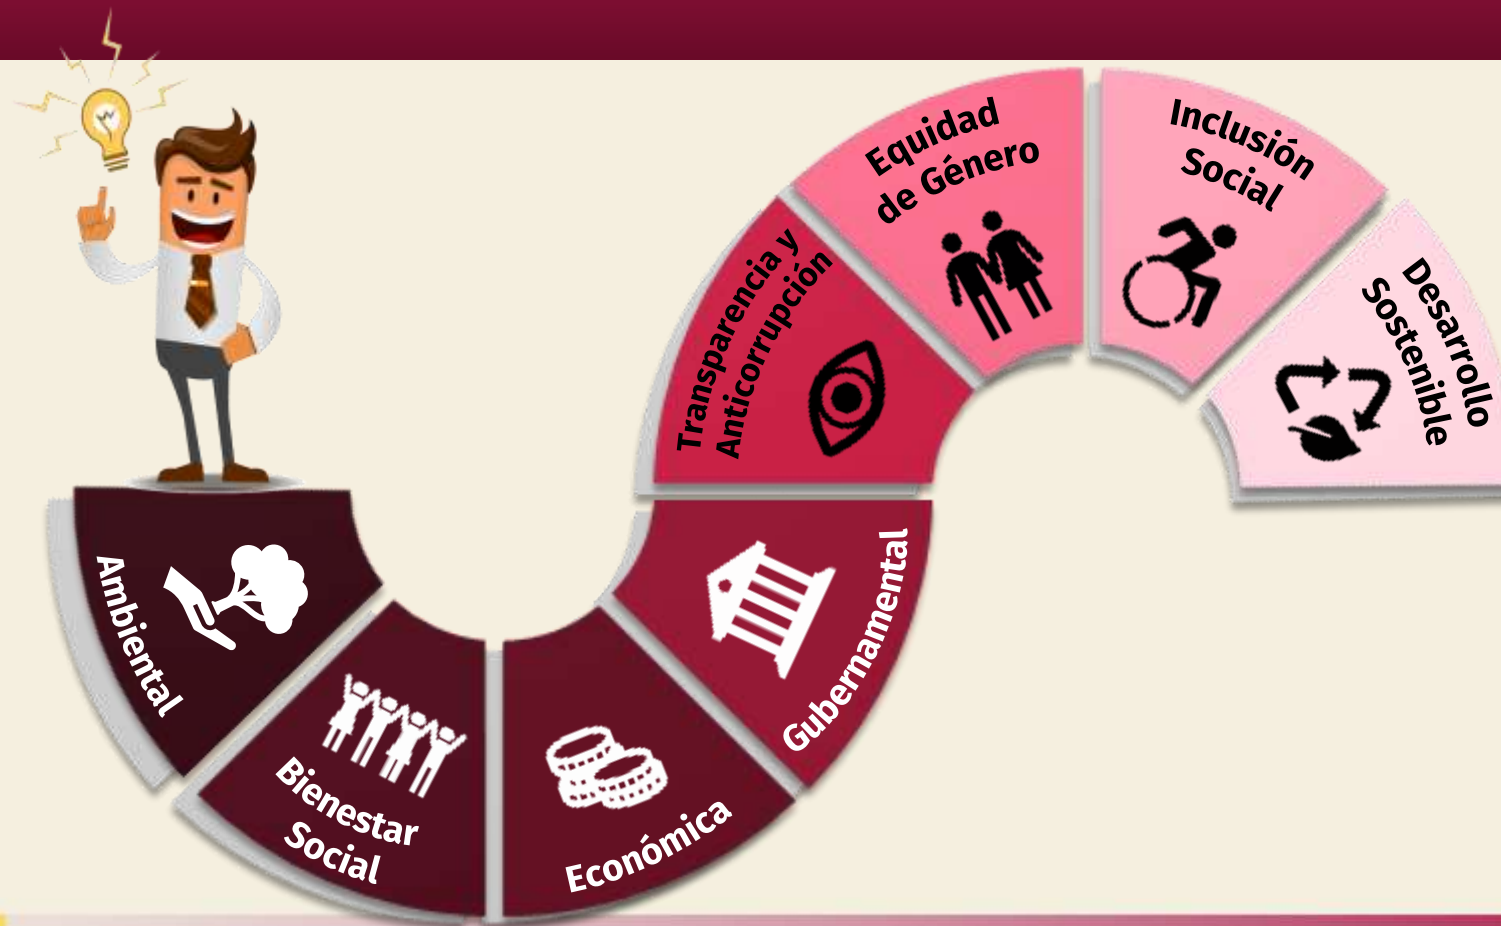 Ambiental
Bienestar
Social
Económica
Gubernamental
Transparencia y
Anticorrupción
Equidad
de Género
Inclusión
Social
Desarrollo
Sostenible